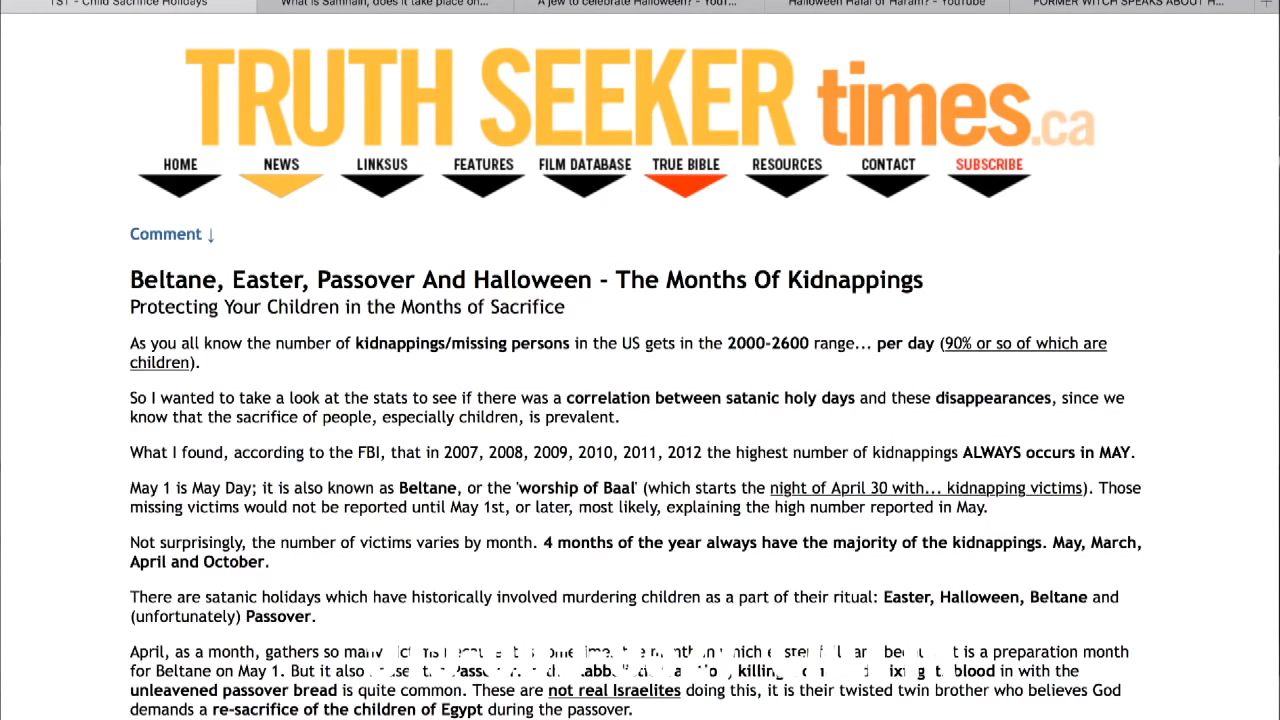 TST - Child Sacrifice Holidays What is Samhain, does it take place on... A jew to celebrate Halloween? - YouT... Halloween Halal or Haram? - YouTube FORMER WITCH SPEAKS ABOUT H...
TRUTH SEEKER times.ca
HOME NEWS LINKSUS FEATURES FILM DATABASE TRUE BIBLE RESOURCES CONTACT SUBSCRIBE
Comment ↓
Beltane, Easter, Passover And Halloween - The Months Of Kidnappings
Protecting Your Children in the Months of Sacrifice
As you all know the number of kidnappings/missing persons in the US gets in the 2000-2600 range... per day (90% or so of which are
children).
So I wanted to take a look at the stats to see if there was a correlation between satanic holy days and these disappearances, since we
know that the sacrifice of people, especially children, is prevalent.
What I found, according to the FBI, that in 2007, 2008, 2009, 2010, 2011, 2012 the highest number of kidnappings ALWAYS occurs in MAY.
May 1 is May Day; it is also known as Beltane, or the 'worship of Baal' (which starts the night of April 30 with... kidnapping victims). Those
missing victims would not be reported until May 1st, or later, most likely, explaining the high number reported in May.
Not surprisingly, the number of victims varies by month. 4 months of the year always have the majority of the kidnappings. May, March,
April and October.
There are satanic holidays which have historically involved murdering children as a part of their ritual: Easter, Halloween, Beltane and
(unfortunately) Passover.
April, as a month, gathers so many it is a preparation month
for Beltane on May 1. But it also killing blood in with the
unleavened passover bread is quite common. These are not real Israelites doing this, it is their twisted twin brother who believes God
demands a re-sacrifice of the children of Egypt during the passover.